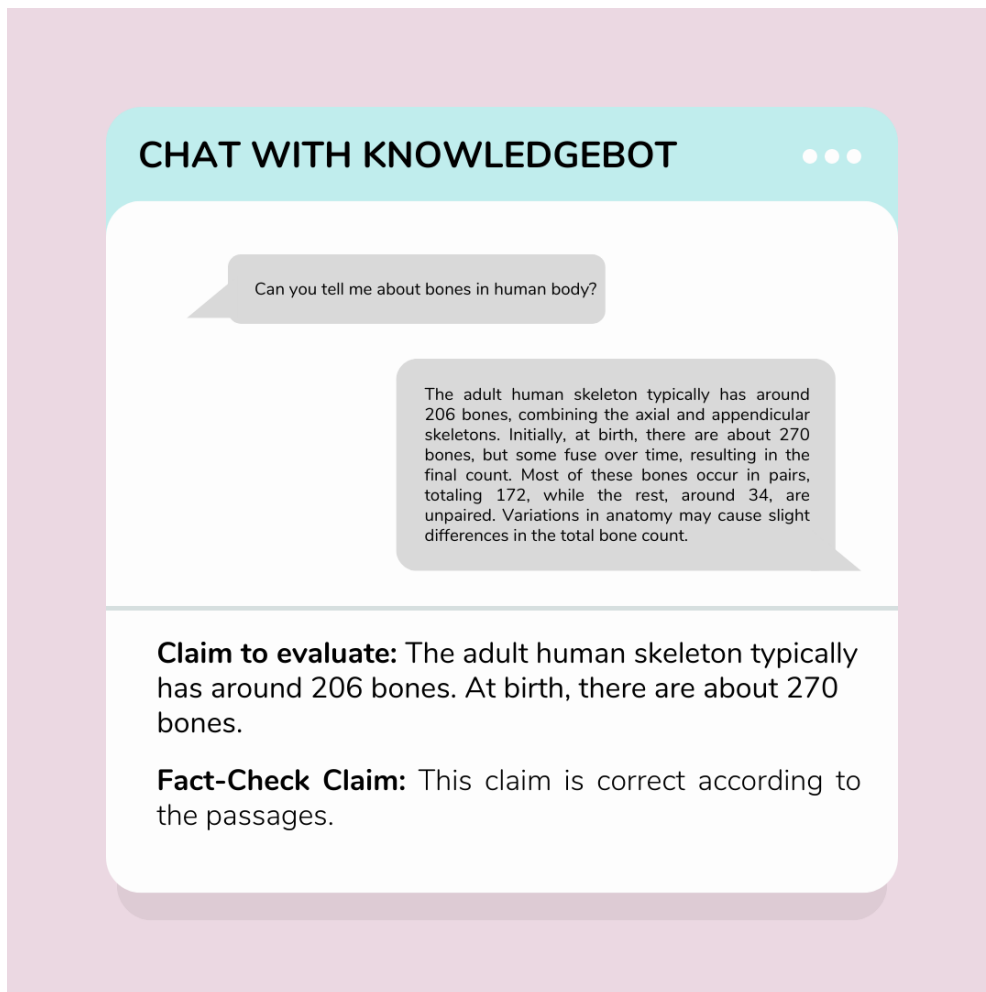 CHAT WITH KNOWLEDGEBOT
Can you tell me about bones in human body?
The adult human skeleton typically has around
206 bones, combining the axial and appendicular
skeletons. Initially, at birth, there are about 270
bones, but some fuse over time, resulting in the
final count. Most of these bones occur in pairs,
totaling 172, while the rest, around 34, are
unpaired. Variations in anatomy may cause slight
differences in the total bone count.
Claim to evaluate: The adult human skeleton typically
has around 206 bones. At birth, there are about 270
bones.
Fact-Check Claim: This claim is correct according to
the passages.